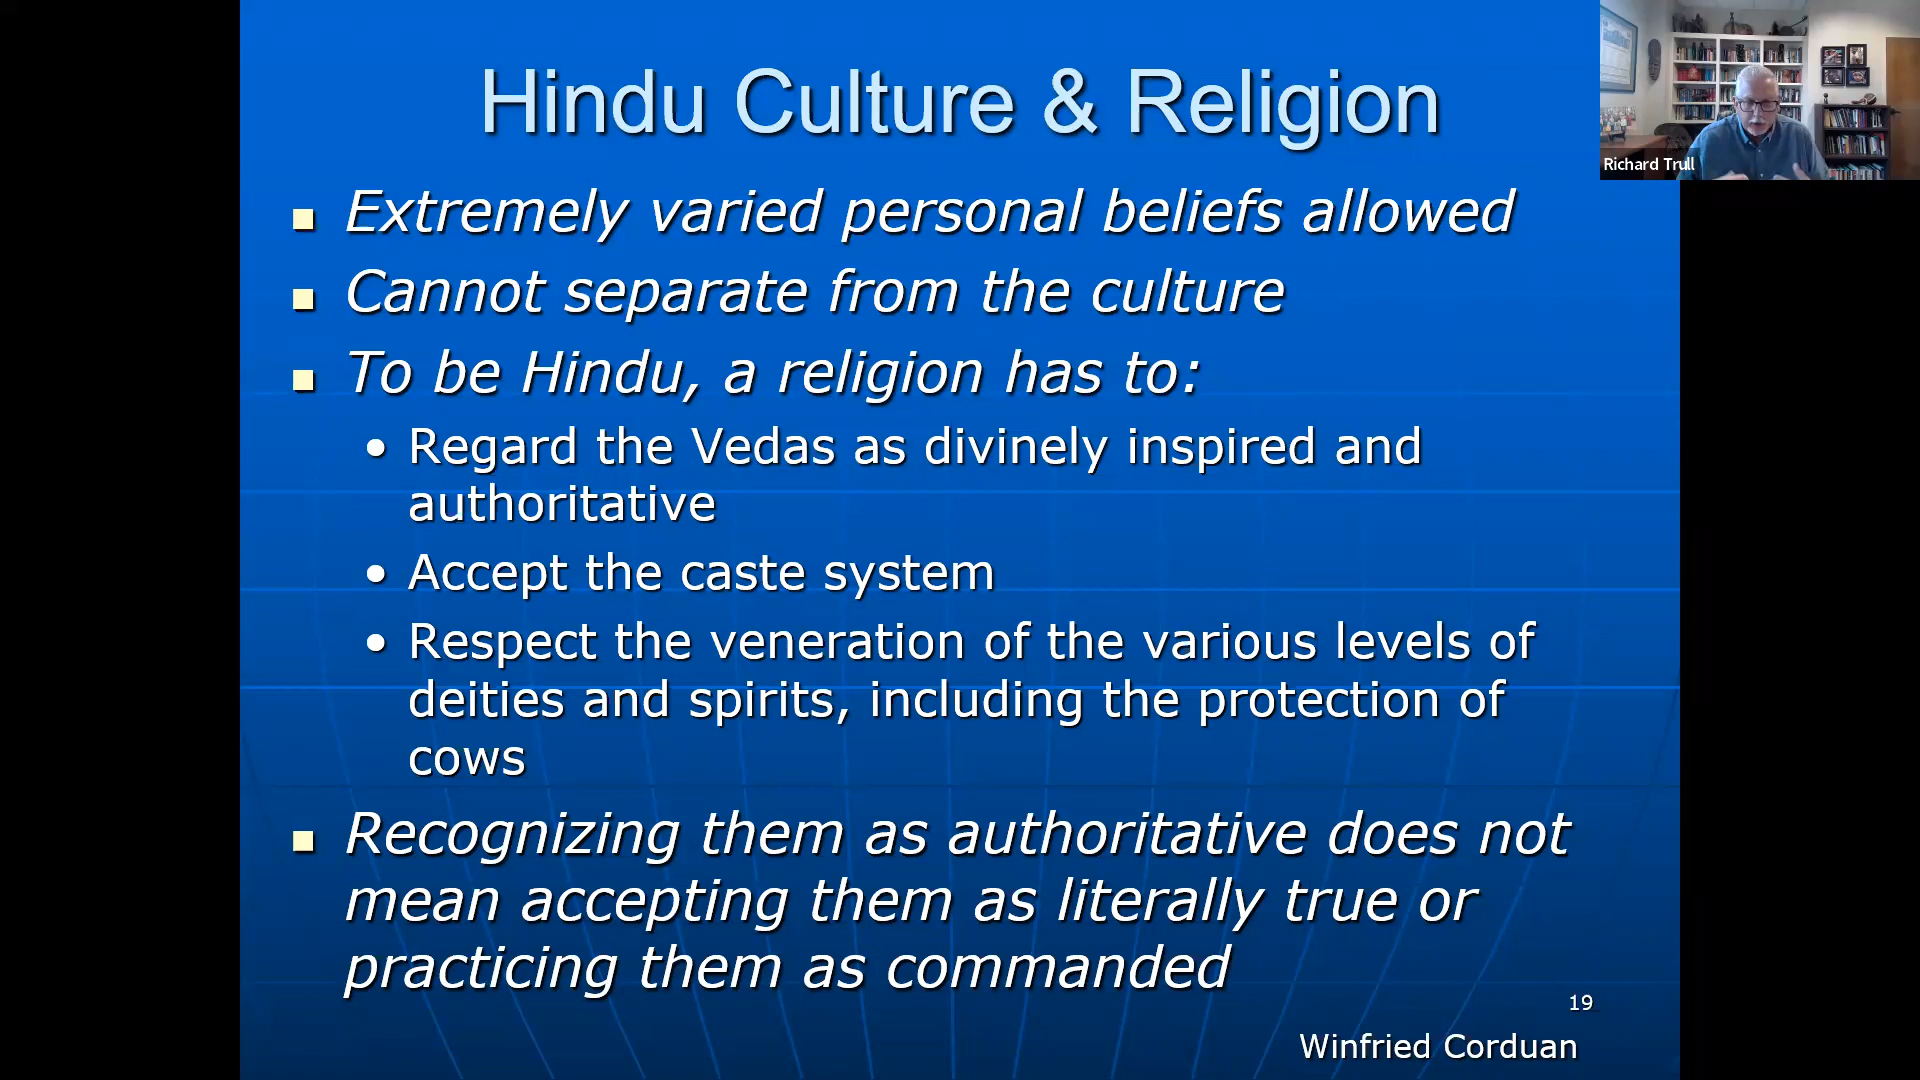 Hindu Culture & Religion
Richard Trull
Extremely varied personal beliefs allowed
Cannot separate from the culture
To be Hindu, a religion has to:
Regard the Vedas as divinely inspired and
authoritative
Accept the caste system
Respect the veneration of the various levels of
deities and spirits, including the protection of
cows
Recognizing them as authoritative does not
mean accepting them as literally true or
practicing them as commanded
19
Winfried Corduan